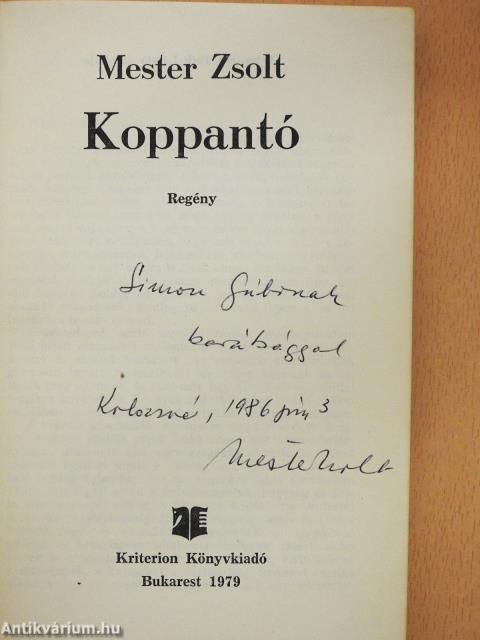 Mester Zsolt
Koppantó
Regény
Simon Gábornak
barátsággal
Kolozsvár, 1986 jún 3
Mester Zsolt
Kriterion Könyvkiadó
Bukarest 1979
Antikvárium.hu